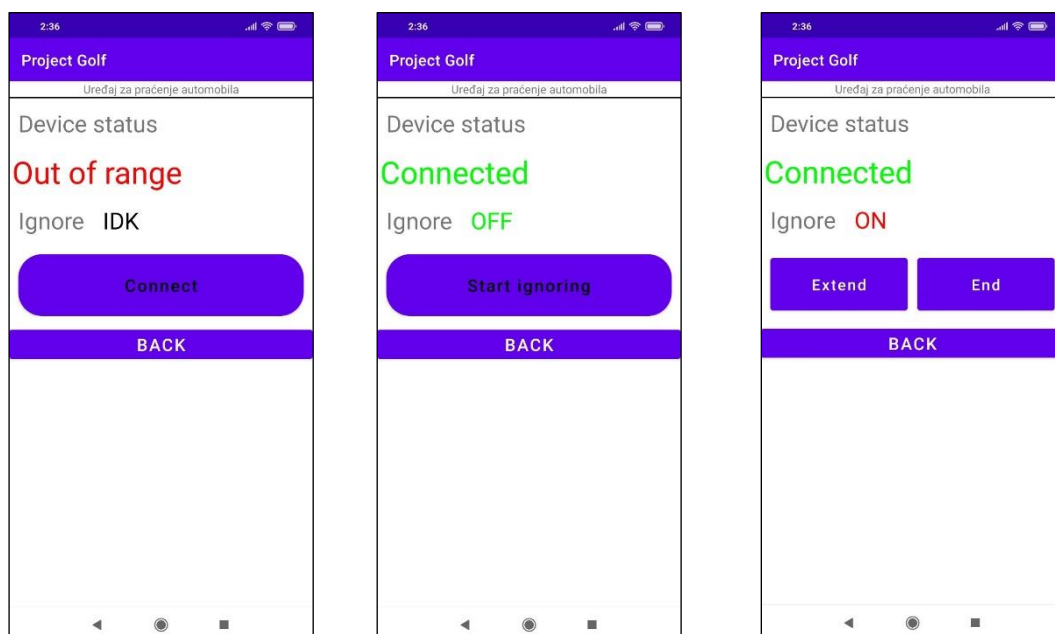 2:36
Project Golf
Uređaj za praćenje automobila
Device status
Out of range
Ignore IDK
Connect
BACK
2:36
Project Golf
Uređaj za praćenje automobila
Device status
Connected
Ignore OFF
Start ignoring
BACK
2:36
Project Golf
Uređaj za praćenje automobila
Device status
Connected
Ignore ON
Extend End
BACK